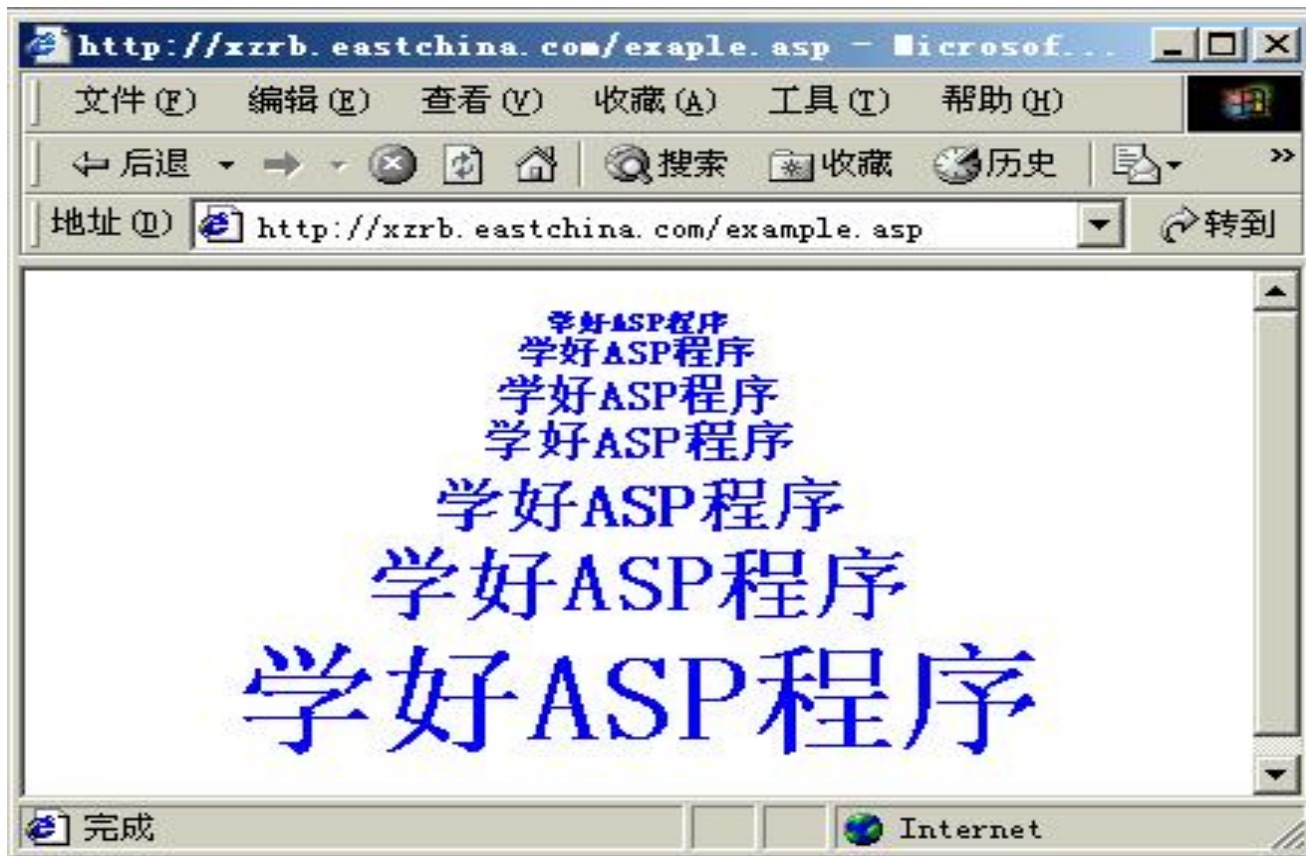 http://xzrb.eastchina.com/exaple.asp - Microsof...
文件(F) 编辑(E) 查看(V) 收藏(A) 工具(T) 帮助(H)
后退 搜索 收藏 历史 »
地址(D) http://xzrb.eastchina.com/example.asp 转到
学好ASP程序
学好ASP程序
学好ASP程序
学好ASP程序
学好ASP程序
学好ASP程序
学好ASP程序
完成 Internet